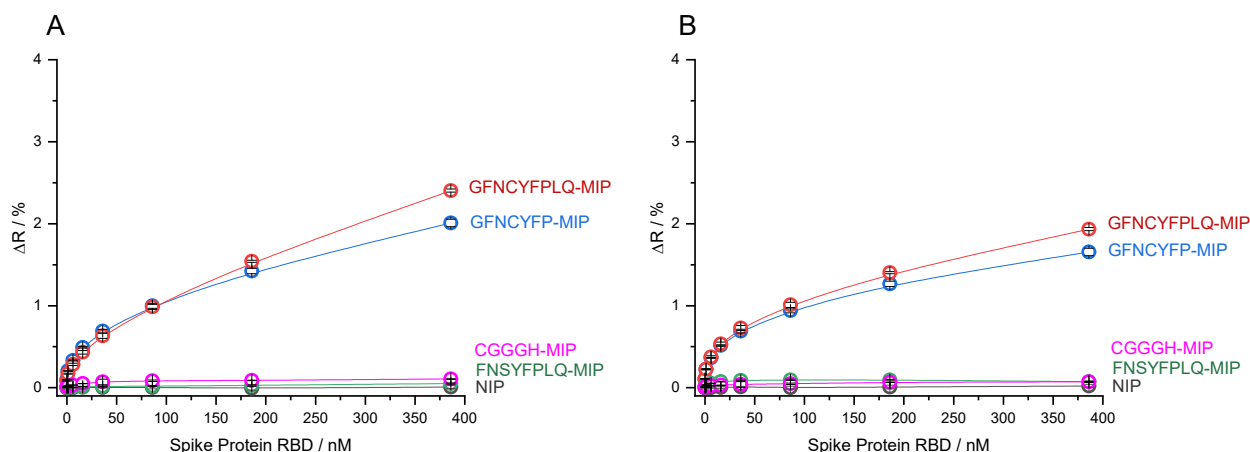 A
4
3
2
1
0
ΔR / %
0
50
100
150
200
250
300
350
400
Spike Protein RBD / nM
GFNCYFPLQ-MIP
GFNCYFP-MIP
CGGGH-MIP
FNSYFPLQ-MIP
NIP
B
4
3
2
1
0
ΔR / %
0
50
100
150
200
250
300
350
400
Spike Protein RBD / nM
GFNCYFPLQ-MIP
GFNCYFP-MIP
CGGGH-MIP
FNSYFPLQ-MIP
NIP